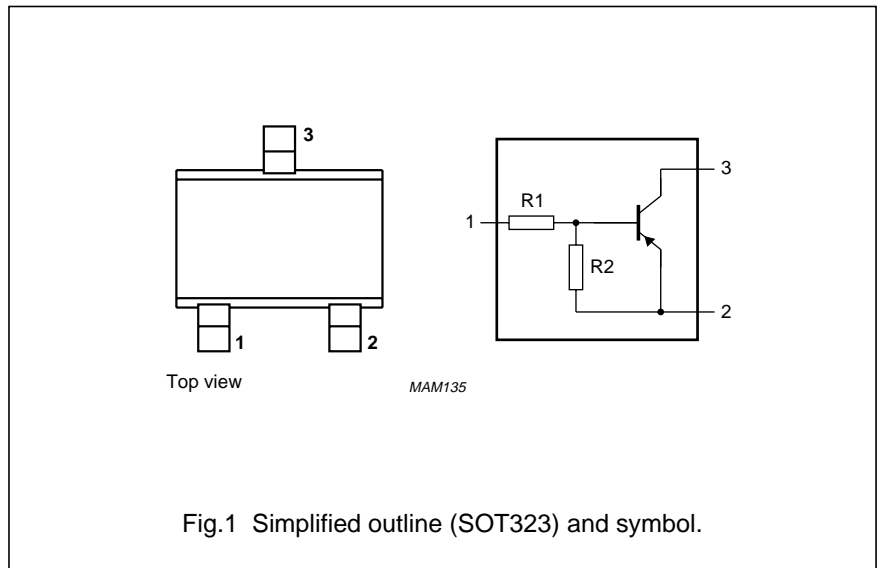 3
1
2
Top view
R1
R2
1
3
2
MAM135
Fig.1 Simplified outline (SOT323) and symbol.